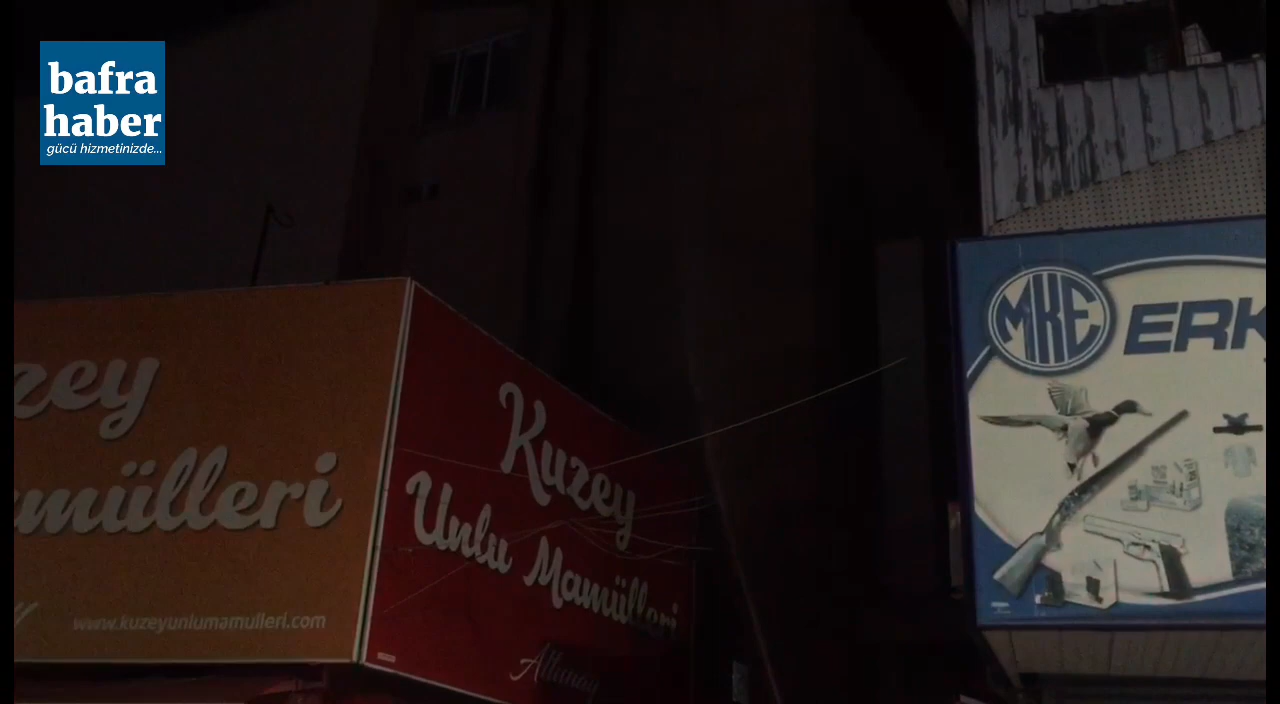 bafra
haber
gücü hizmetinizde...
zey
mülleri
www.kuzeyunlumamulleri.com
Kuzey
Unlu Mamülleri
MKE ERK